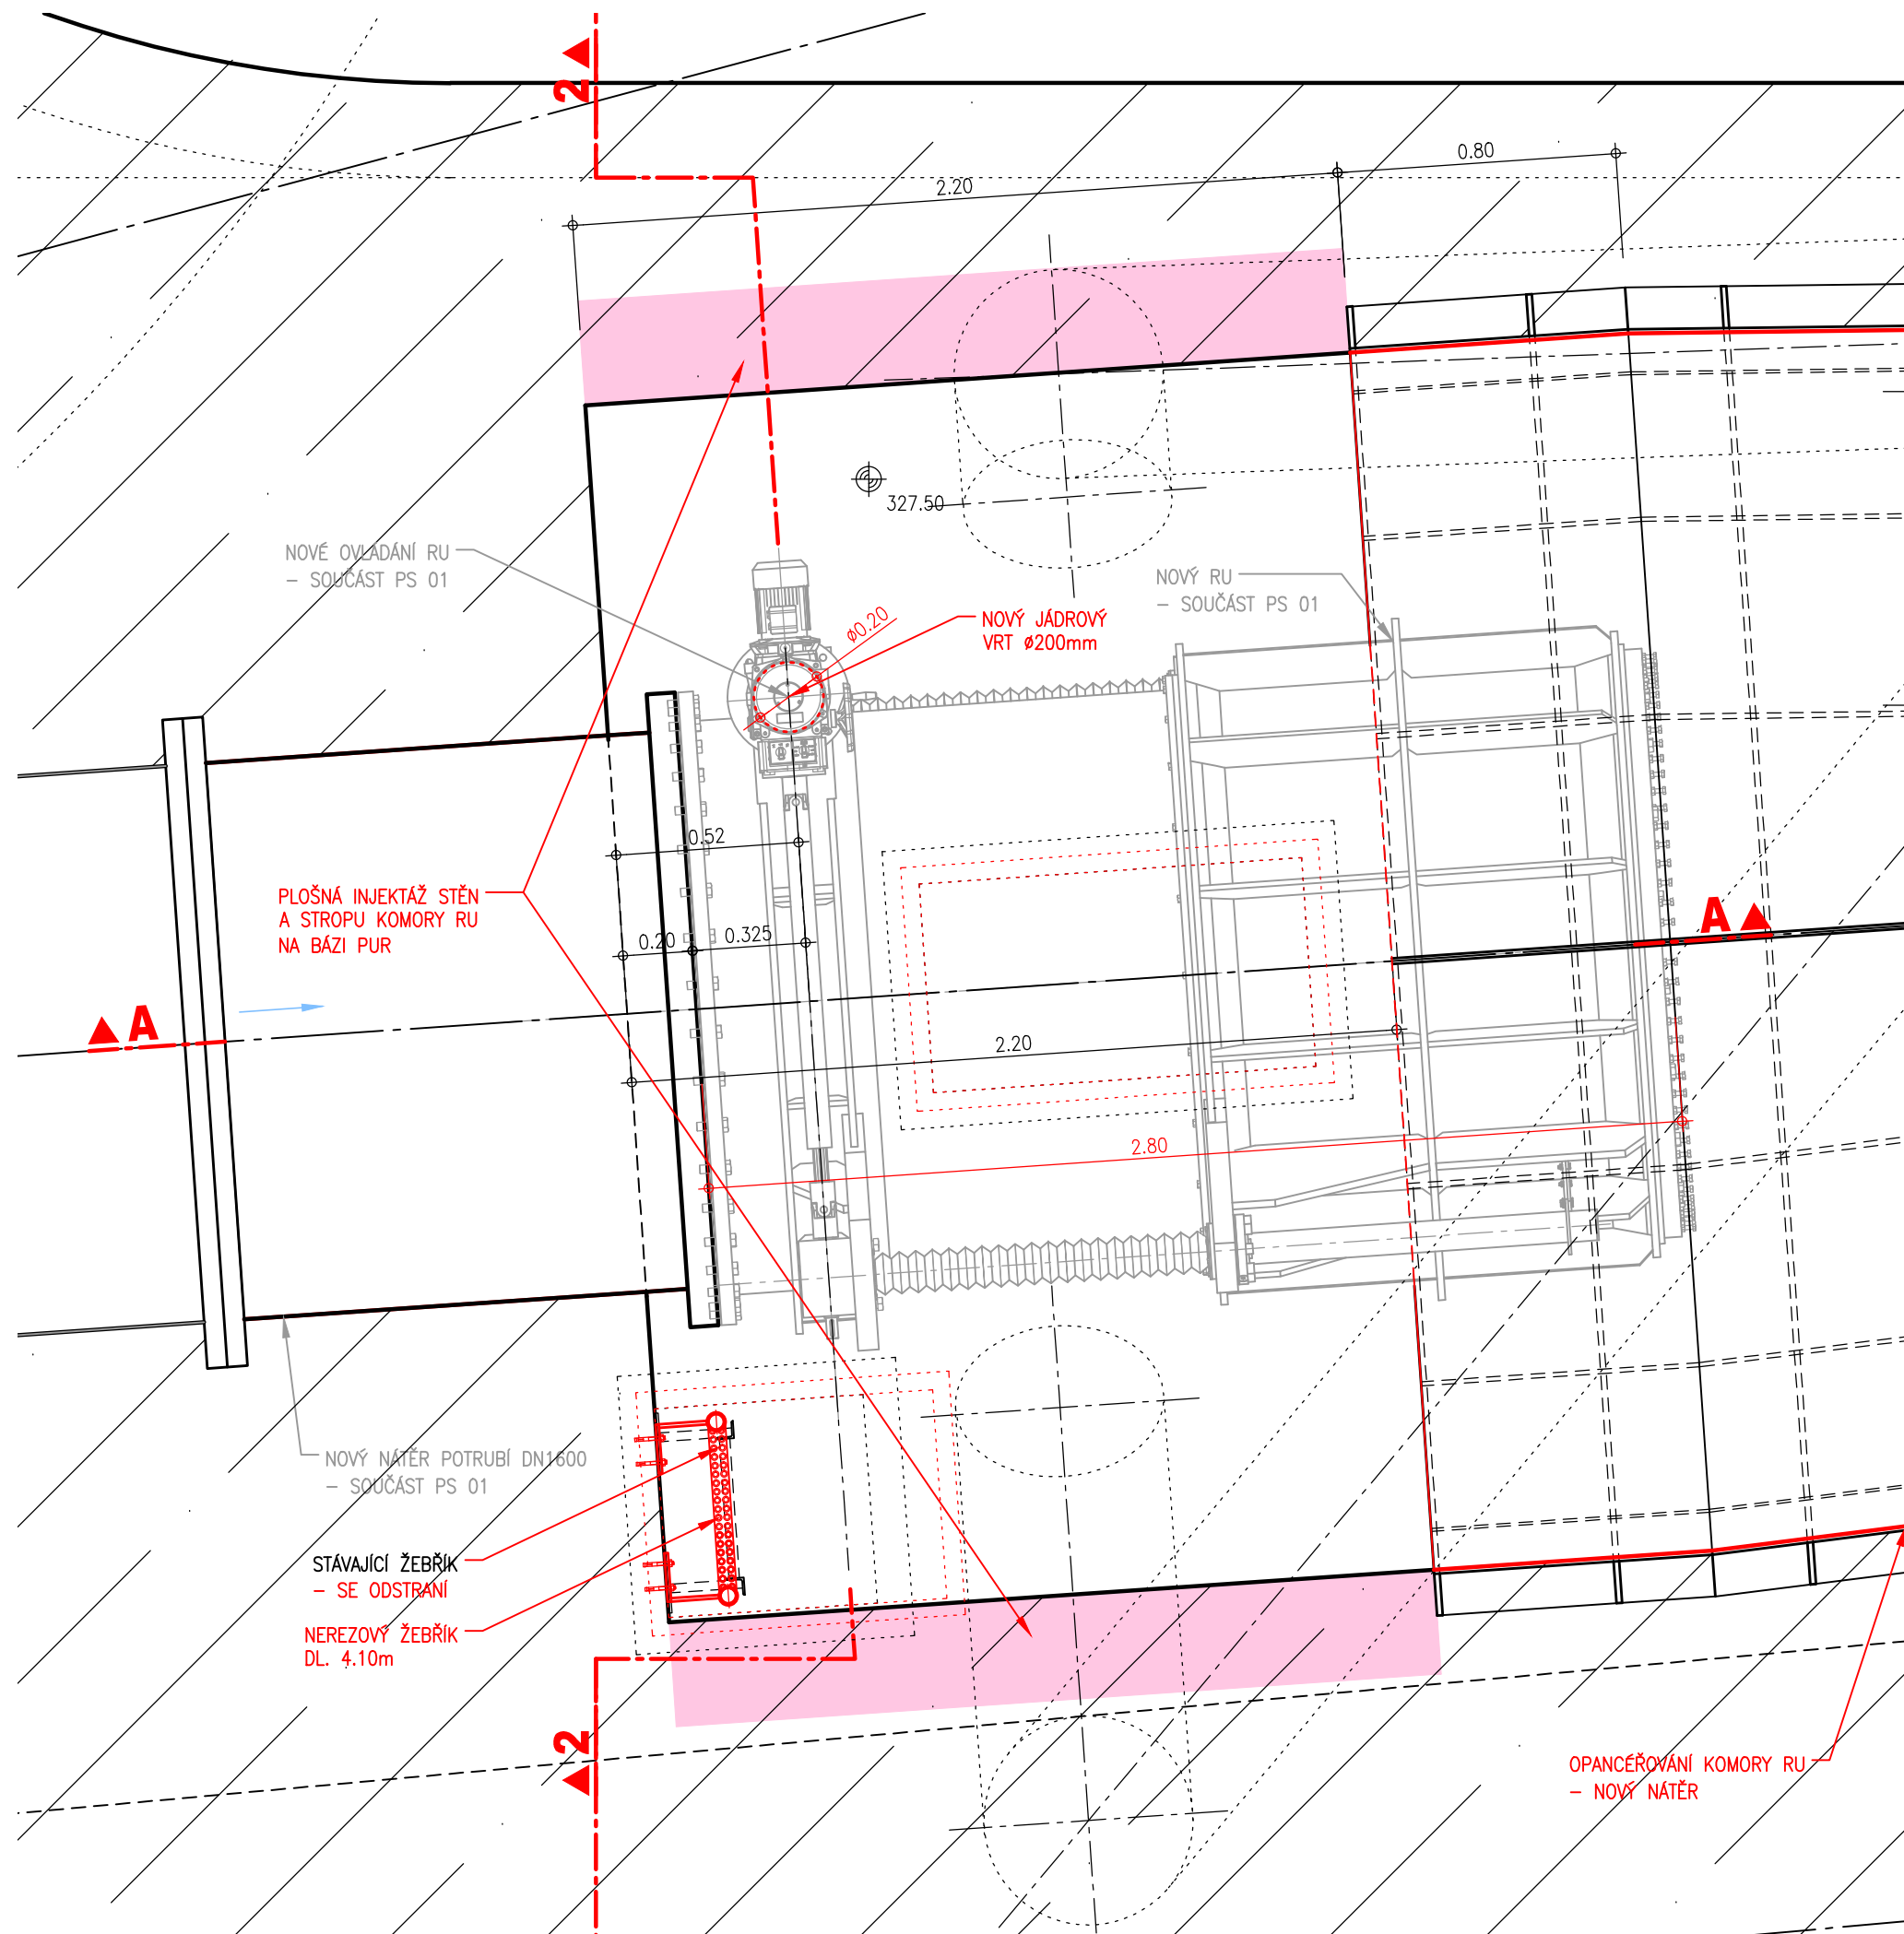 2
0.80
2.20
327.50
NOVÉ OVLÁDÁNÍ RU
– SOUČÁST PS 01
NOVÝ RU
– SOUČÁST PS 01
ø0.20
NOVÝ JÁDROVÝ
VRT ø200mm
0.52
PLOŠNÁ INJEKTÁŽ STĚN
A STROPU KOMORY RU
NA BÁZI PUR
0.20
0.325
A
A
2.20
2.80
NOVÝ NÁTĚR POTRUBÍ DN1600
– SOUČÁST PS 01
STÁVAJÍCÍ ŽEBŘÍK
– SE ODSTRANÍ
NEREZOVÝ ŽEBŘÍK
DL. 4.10m
2
OPANCÉŘOVÁNÍ KOMORY RU
– NOVÝ NÁTĚR